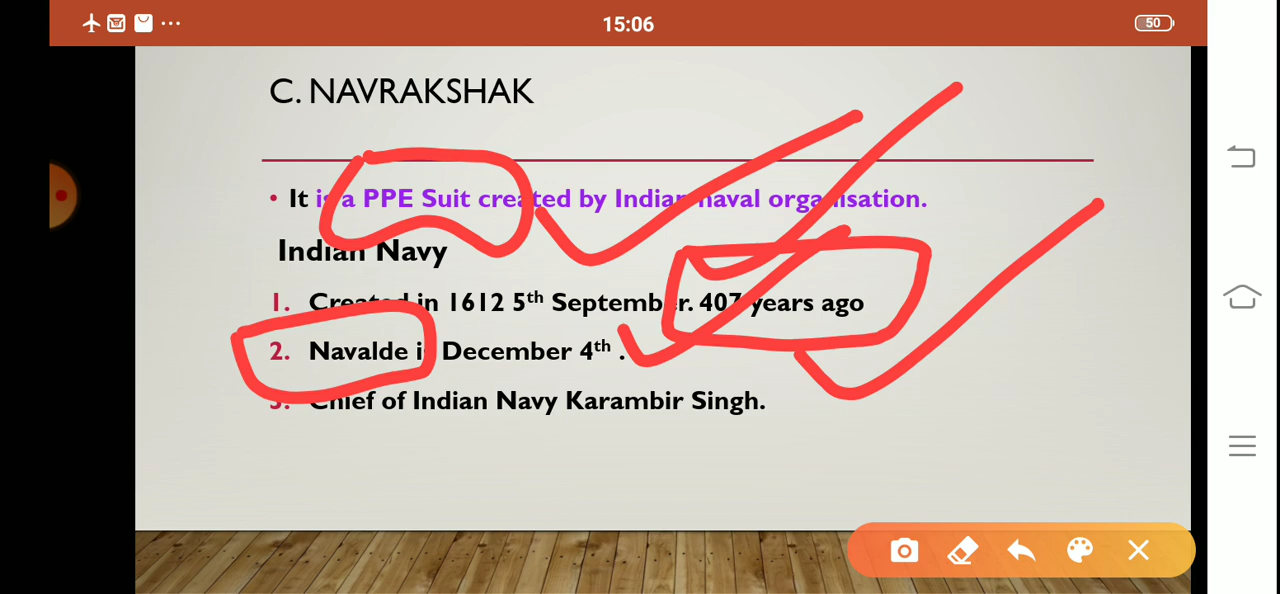 15:06
50
C. NAVRAKSHAK
• It is a PPE Suit created by Indian naval organisation.
Indian Navy
1. Created in 1612 5th September. 407 years ago
2. Navalde is December 4th .
3. Chief of Indian Navy Karambir Singh.